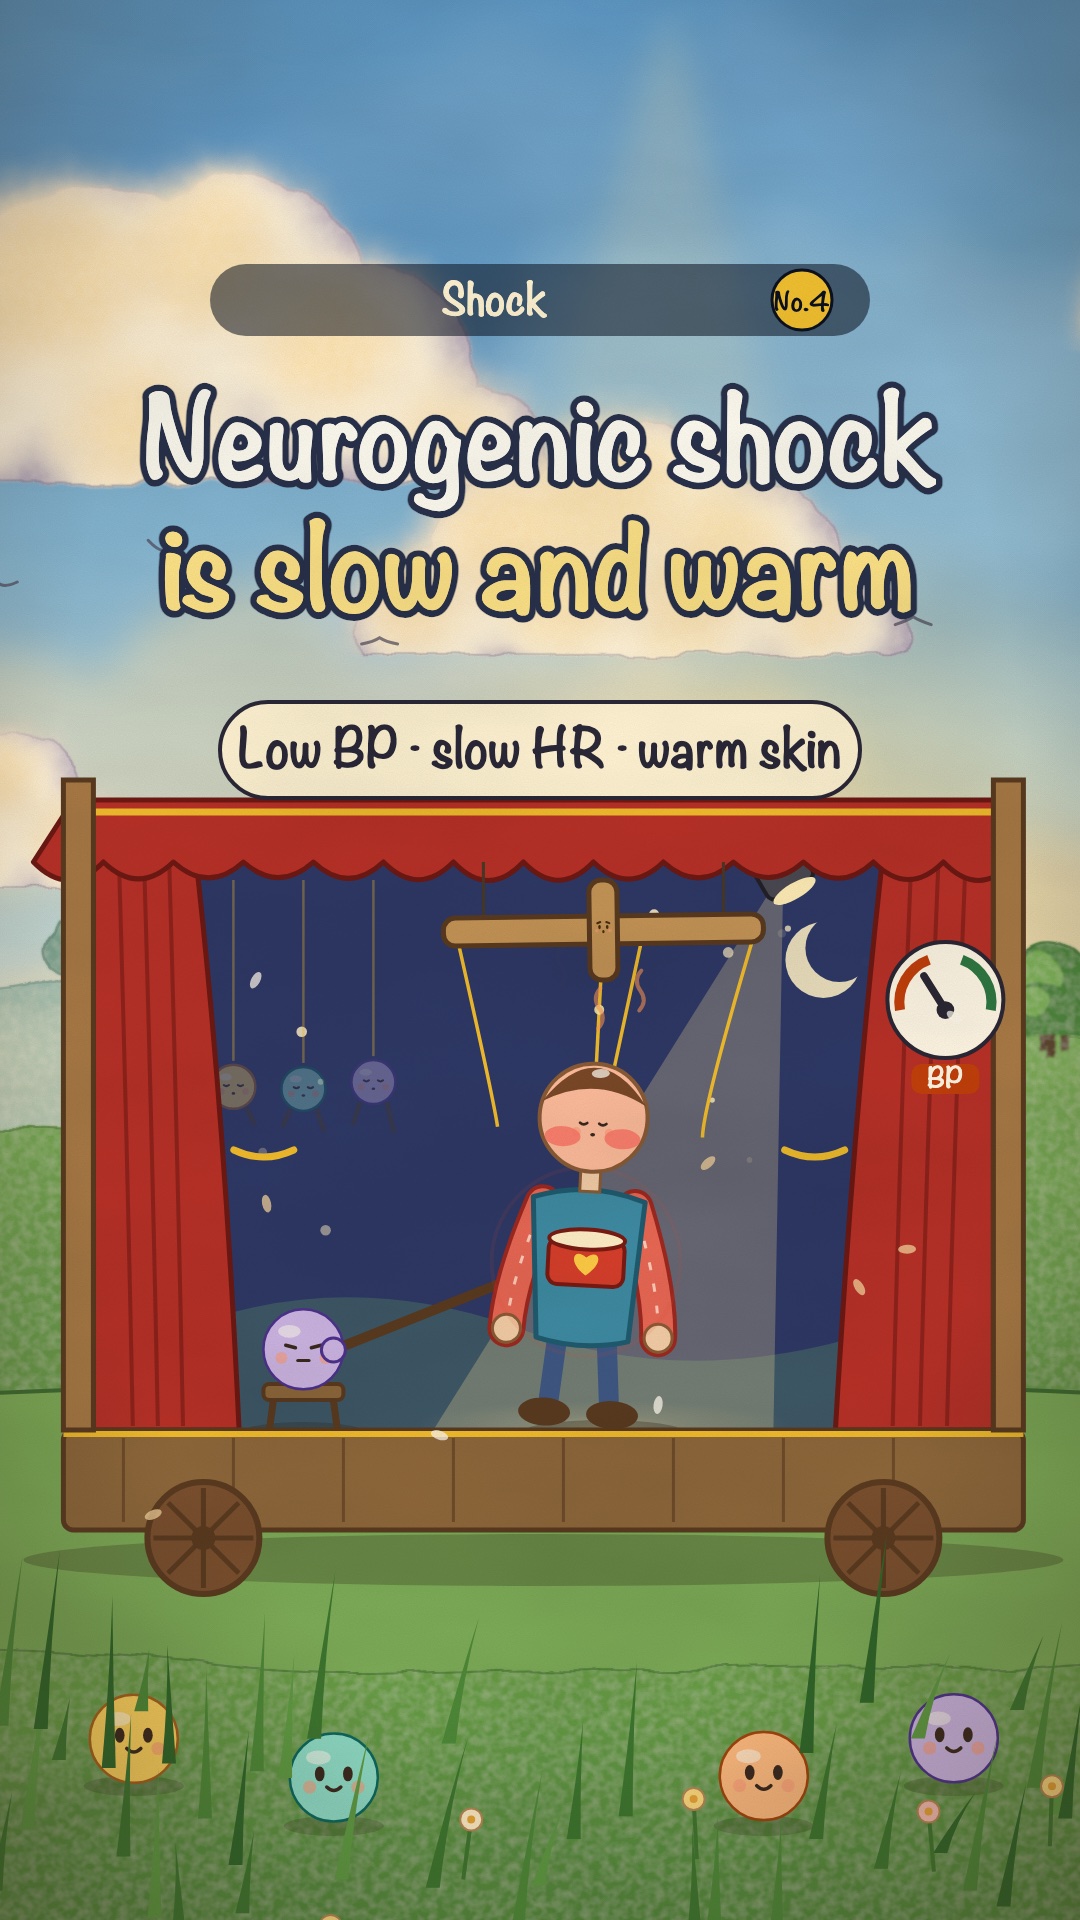 Shock
No.4
Neurogenic shock
is slow and warm
Low BP · slow HR · warm skin
BP